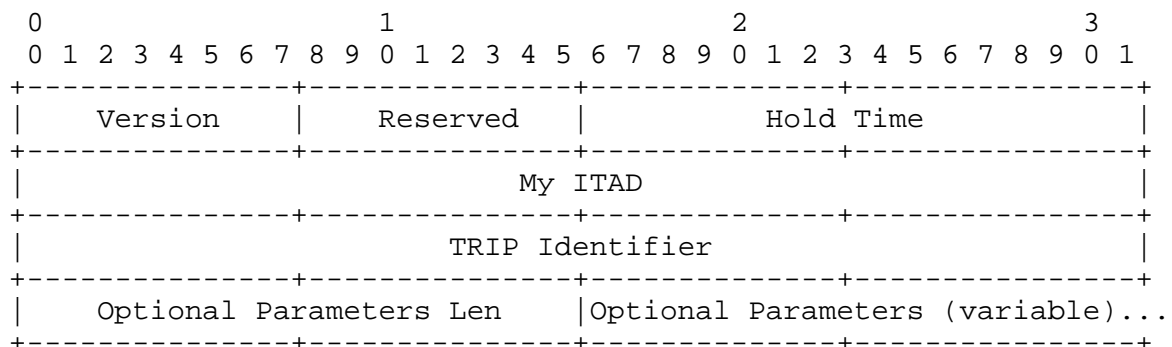 0                   1                   2                   3
 0 1 2 3 4 5 6 7 8 9 0 1 2 3 4 5 6 7 8 9 0 1 2 3 4 5 6 7 8 9 0 1
+---------------+---------------+--------------+----------------+
|    Version    |    Reserved   |          Hold Time            |
+---------------+---------------+--------------+----------------+
|                            My ITAD                            |
+---------------+---------------+--------------+----------------+
|                        TRIP Identifier                        |
+---------------+---------------+--------------+----------------+
|    Optional Parameters Len    |Optional Parameters (variable)...
+---------------+---------------+--------------+----------------+